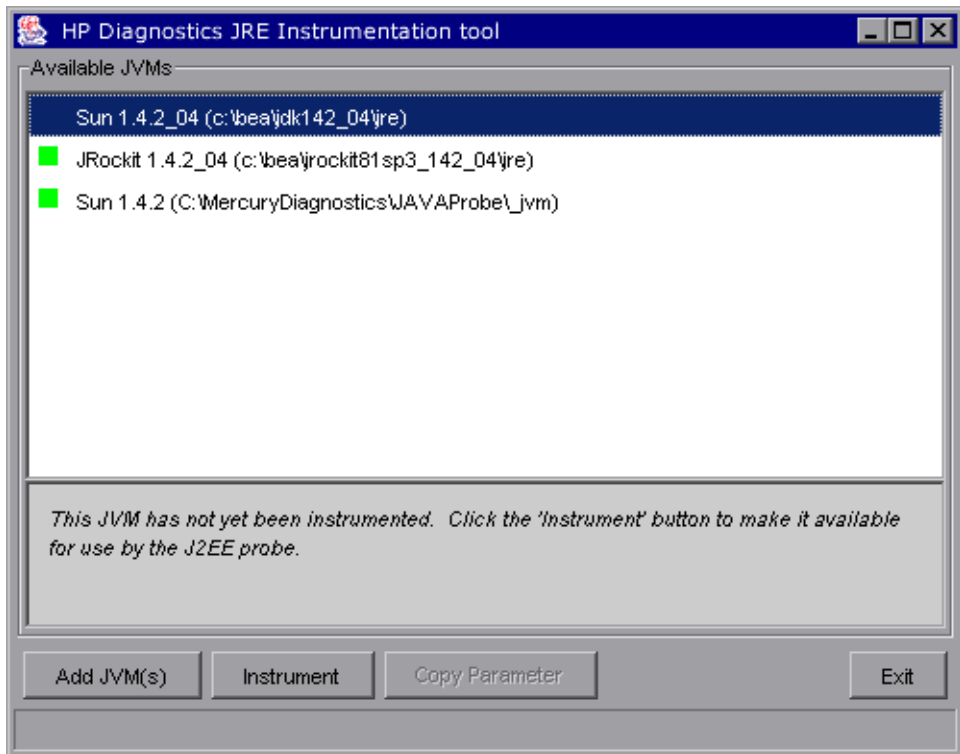 HP Diagnostics JRE Instrumentation tool
Available JVMs
Sun 1.4.2_04 (c:\bea\jdk142_04\jre)
JRockit 1.4.2_04 (c:\bea\jrockit81sp3_142_04\jre)
Sun 1.4.2 (C:\MercuryDiagnostics\JAVAProbe\_jvm)
This JVM has not yet been instrumented. Click the 'Instrument' button to make it available
for use by the J2EE probe.
Add JVM(s) Instrument Copy Parameter Exit